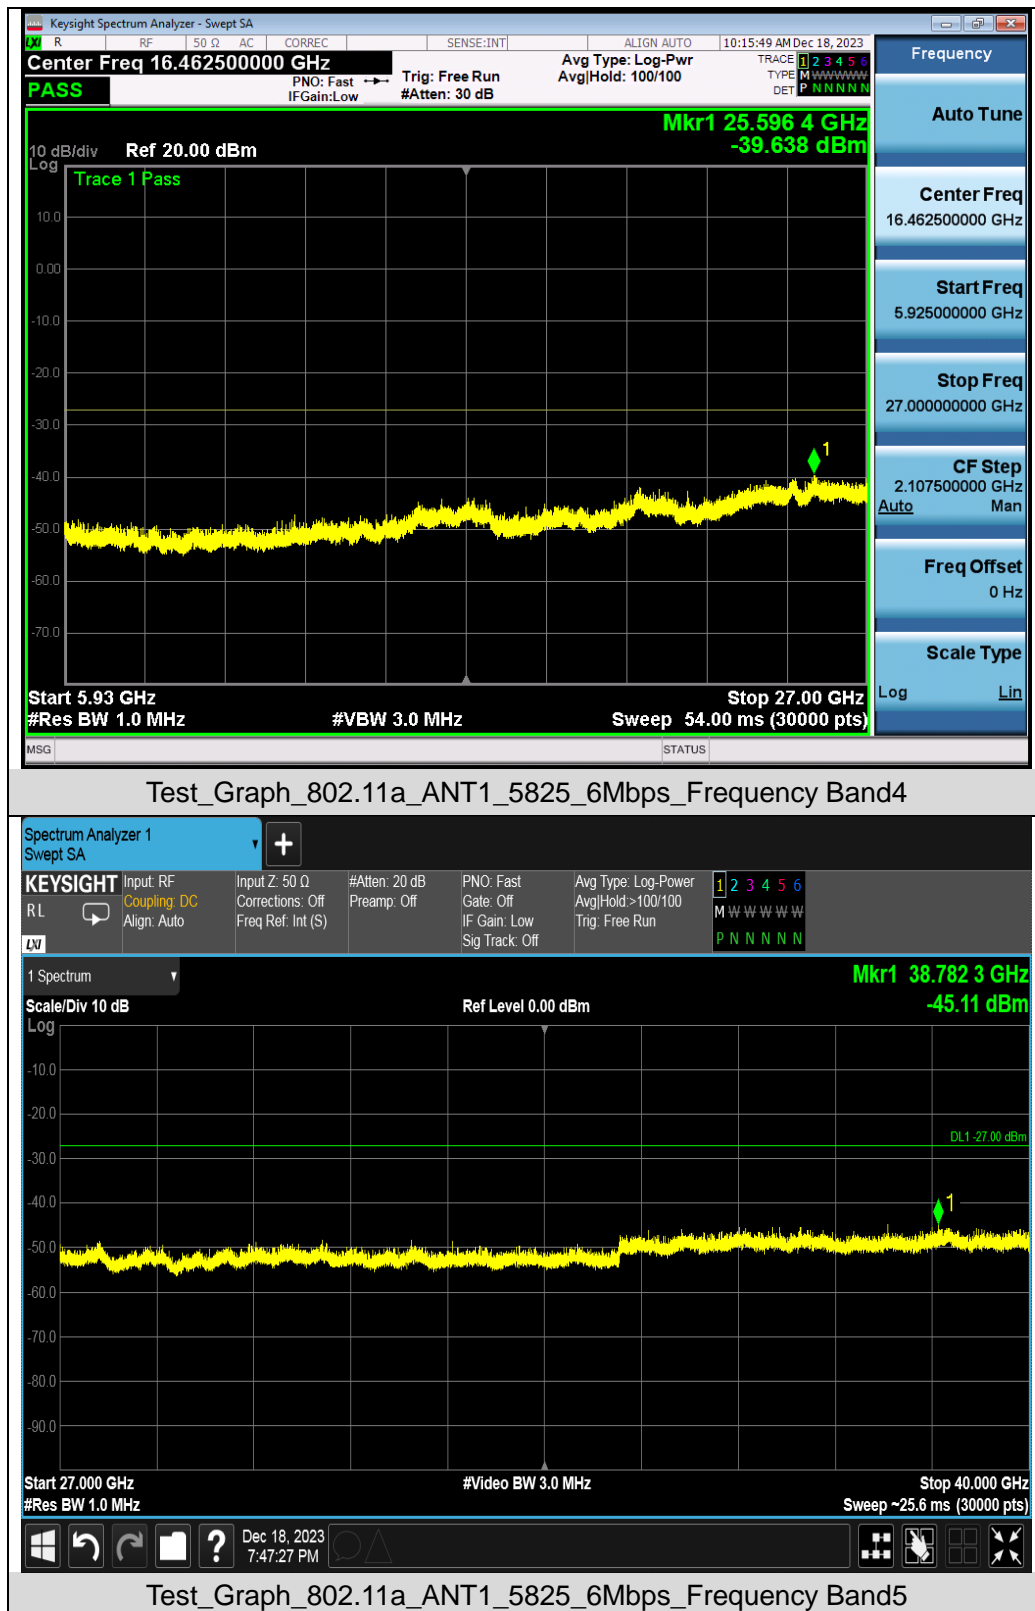 Keysight Spectrum Analyzer - Swept SA
LXI R RF 50 Ω AC CORREC SENSE:INT ALIGN AUTO 10:15:49 AM Dec 18, 2023
Center Freq 16.462500000 GHz
PNO: Fast
IFGain:Low
Trig: Free Run
#Atten: 30 dB
Avg Type: Log-Pwr
Avg|Hold: 100/100
TRACE 1 2 3 4 5 6
TYPE M W W W W W
DET P N N N N N
PASS
Mkr1 25.596 4 GHz
-39.638 dBm
10 dB/div Ref 20.00 dBm
Log
Trace 1 Pass
10.0
0.00
-10.0
-20.0
-30.0
-40.0
-50.0
-60.0
-70.0
1
Start 5.93 GHz Stop 27.00 GHz
#Res BW 1.0 MHz #VBW 3.0 MHz Sweep 54.00 ms (30000 pts)
MSG STATUS
Frequency
Auto Tune
Center Freq
16.462500000 GHz
Start Freq
5.925000000 GHz
Stop Freq
27.000000000 GHz
CF Step
2.107500000 GHz
Auto Man
Freq Offset
0 Hz
Scale Type
Log Lin
Test_Graph_802.11a_ANT1_5825_6Mbps_Frequency Band4
Spectrum Analyzer 1
Swept SA
+
KEYSIGHT
R L
LXI
Input: RF
Coupling: DC
Align: Auto
Input Z: 50 Ω
Corrections: Off
Freq Ref: Int (S)
#Atten: 20 dB
Preamp: Off
PNO: Fast
Gate: Off
IF Gain: Low
Sig Track: Off
Avg Type: Log-Power
Avg|Hold:>100/100
Trig: Free Run
1 2 3 4 5 6
M W W W W W
P N N N N N
1 Spectrum
Mkr1 38.782 3 GHz
-45.11 dBm
Scale/Div 10 dB Ref Level 0.00 dBm
Log
-10.0
-20.0
-30.0
-40.0
-50.0
-60.0
-70.0
-80.0
-90.0
DL1 -27.00 dBm
1
Start 27.000 GHz #Video BW 3.0 MHz Stop 40.000 GHz
#Res BW 1.0 MHz Sweep ~25.6 ms (30000 pts)
?
Dec 18, 2023
7:47:27 PM
Test_Graph_802.11a_ANT1_5825_6Mbps_Frequency Band5